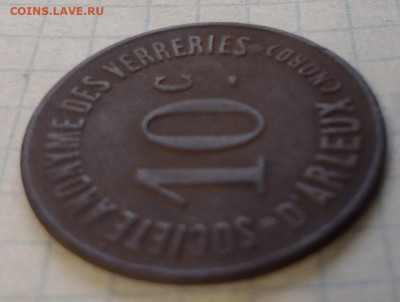 COINS.LAVE.RU
SOCIETE ANONYME DES VERRERIES - (NORD)
- D'ARLEUX
10 C.